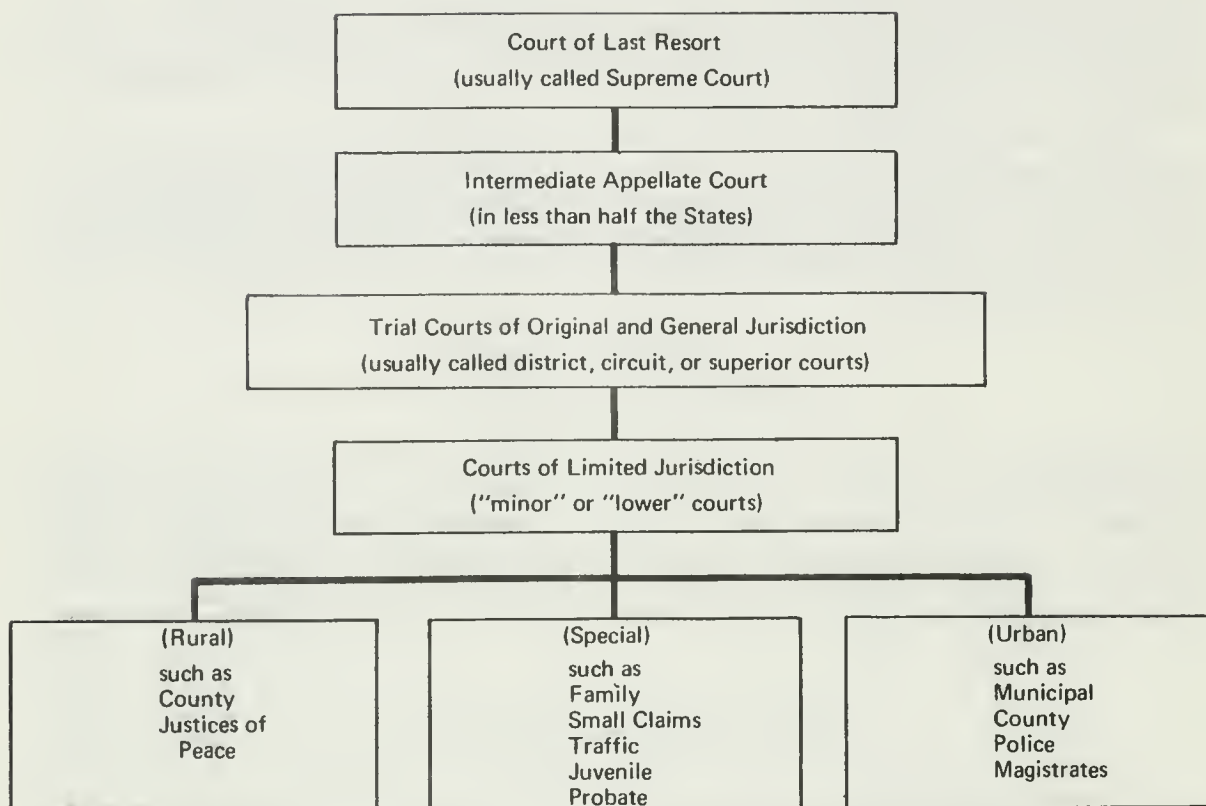 Court of Last Resort
(usually called Supreme Court)
Intermediate Appellate Court
(in less than half the States)
Trial Courts of Original and General Jurisdiction
(usually called district, circuit, or superior courts)
Courts of Limited Jurisdiction
("minor" or "lower" courts)
(Rural)
such as
County
Justices of
Peace
(Special)
such as
Family
Small Claims
Traffic
Juvenile
Probate
(Urban)
such as
Municipal
County
Police
Magistrates